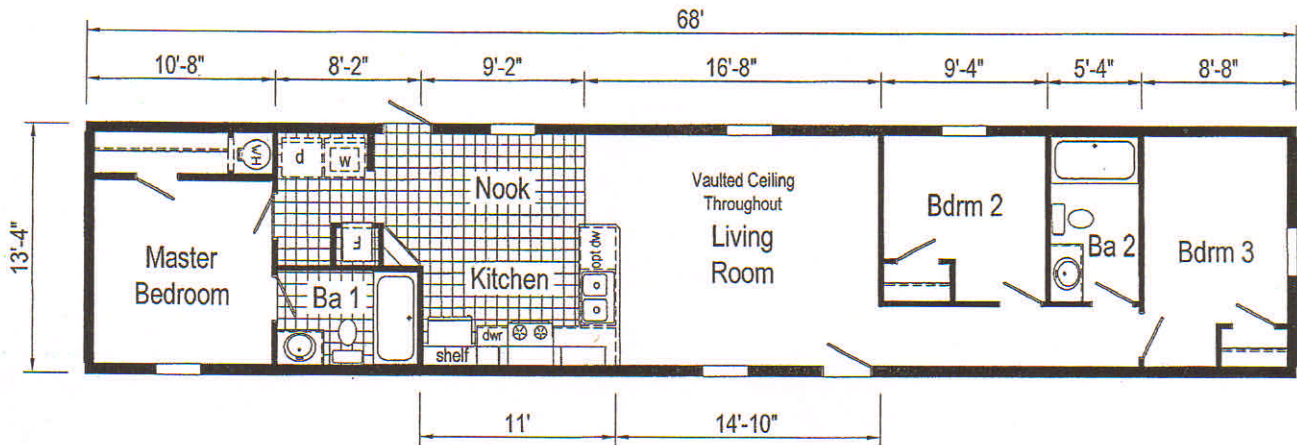 68'
10'-8"
8'-2"
9'-2"
16'-8"
9'-4"
5'-4"
8'-8"
13'-4"
WH
d
w
Nook
Vaulted Ceiling
Throughout
Living
Room
Bdrm 2
Ba 2
Bdrm 3
Master
Bedroom
F
opt dw
Kitchen
Ba 1
dwr
shelf
11'
14'-10"